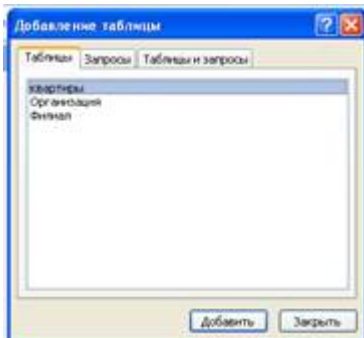 Добавление таблицы
Таблицы Запросы Таблицы и запросы
квартиры
Организация
Филиал
Добавить Закрыть